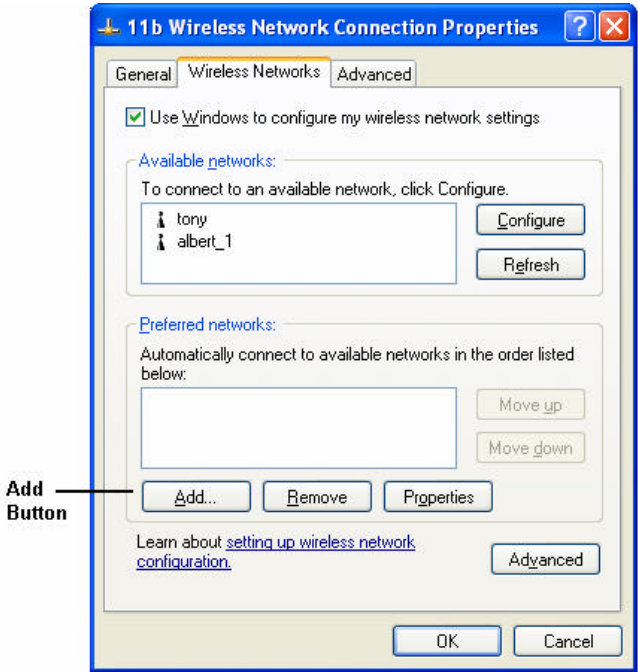 11b Wireless Network Connection Properties
General Wireless Networks Advanced
Use Windows to configure my wireless network settings
Available networks:
To connect to an available network, click Configure.
tony
albert_1
Configure
Refresh
Preferred networks:
Automatically connect to available networks in the order listed
below:
Move up
Move down
Add
Button
Add... Remove Properties
Learn about setting up wireless network
configuration.
Advanced
OK Cancel